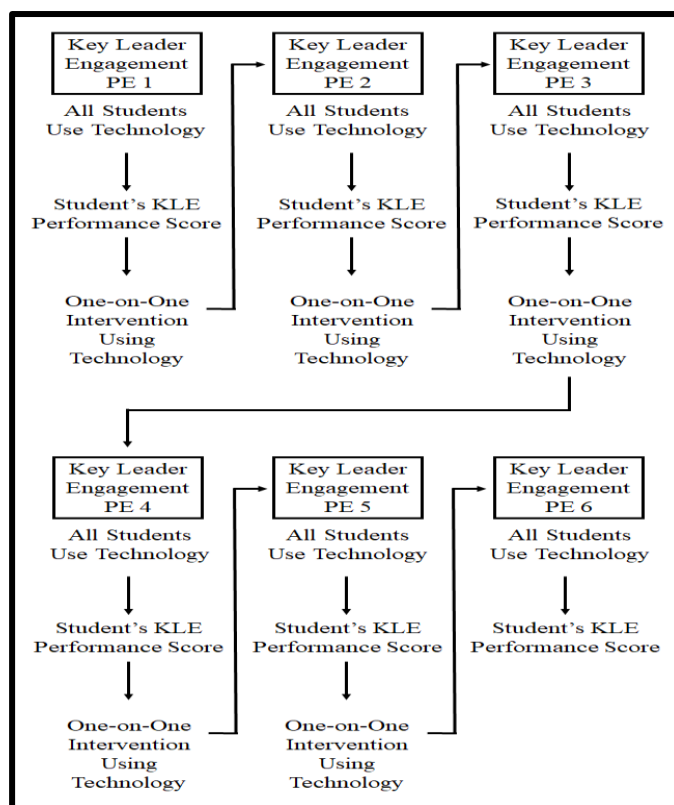 Key Leader
Engagement
PE 1
All Students
Use Technology
Student's KLE
Performance Score
One-on-One
Intervention
Using
Technology
Key Leader
Engagement
PE 2
All Students
Use Technology
Student's KLE
Performance Score
One-on-One
Intervention
Using
Technology
Key Leader
Engagement
PE 3
All Students
Use Technology
Student's KLE
Performance Score
One-on-One
Intervention
Using
Technology
Key Leader
Engagement
PE 4
All Students
Use Technology
Student's KLE
Performance Score
One-on-One
Intervention
Using
Technology
Key Leader
Engagement
PE 5
All Students
Use Technology
Student's KLE
Performance Score
One-on-One
Intervention
Using
Technology
Key Leader
Engagement
PE 6
All Students
Use Technology
Student's KLE
Performance Score